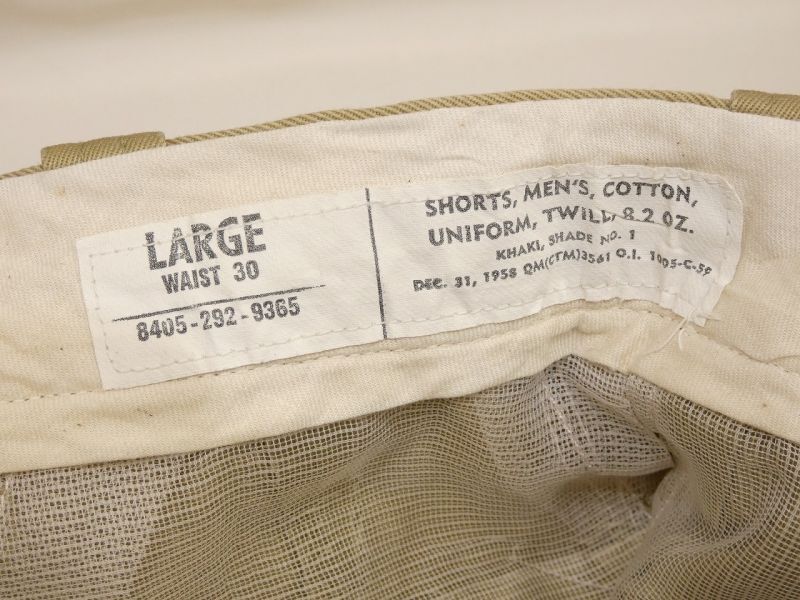 LARGE
WAIST 30
8405-292-9365
SHORTS, MEN'S, COTTON,
UNIFORM, TWILL, 8.2 OZ.
KHAKI, SHADE NO. 1
DEC. 31, 1958 QM(CTM)3561 O.I. 1095-C-59